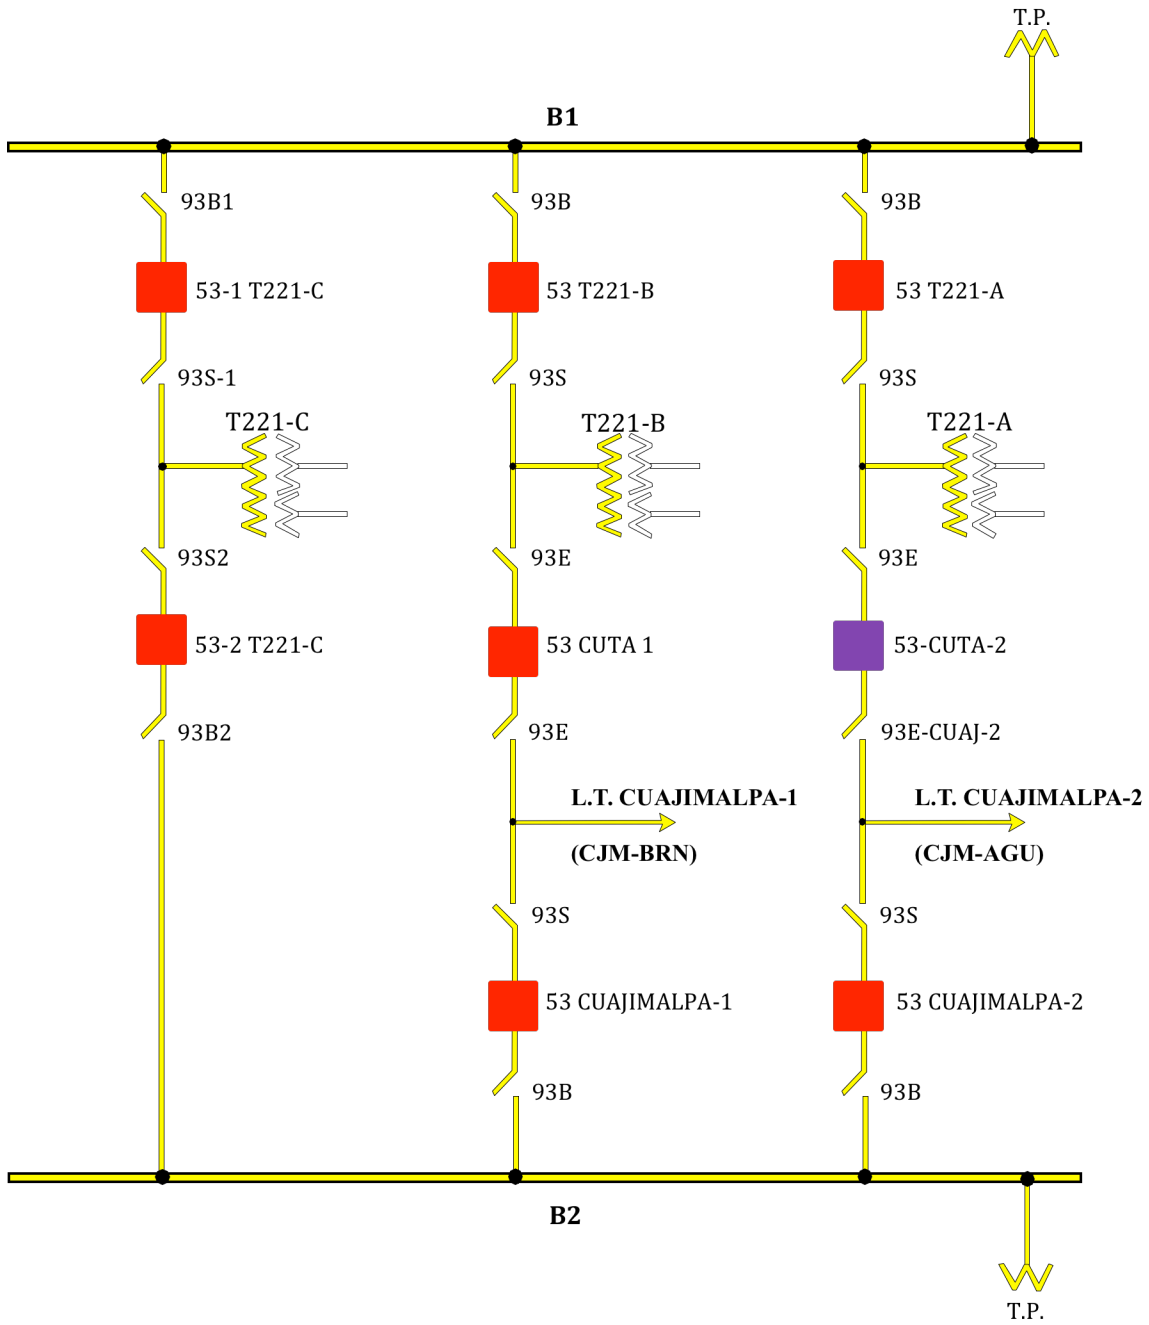 T.P.
B1
93B1
93B
93B
53-1 T221-C
53 T221-B
53 T221-A
93S-1
93S
93S
T221-C
T221-B
T221-A
93S2
93E
93E
53-2 T221-C
53 CUTA 1
53-CUTA-2
93B2
93E
93E-CUAJ-2
L.T. CUAJIMALPA-1
L.T. CUAJIMALPA-2
(CJM-BRN)
(CJM-AGU)
93S
93S
53 CUAJIMALPA-1
53 CUAJIMALPA-2
93B
93B
B2
T.P.